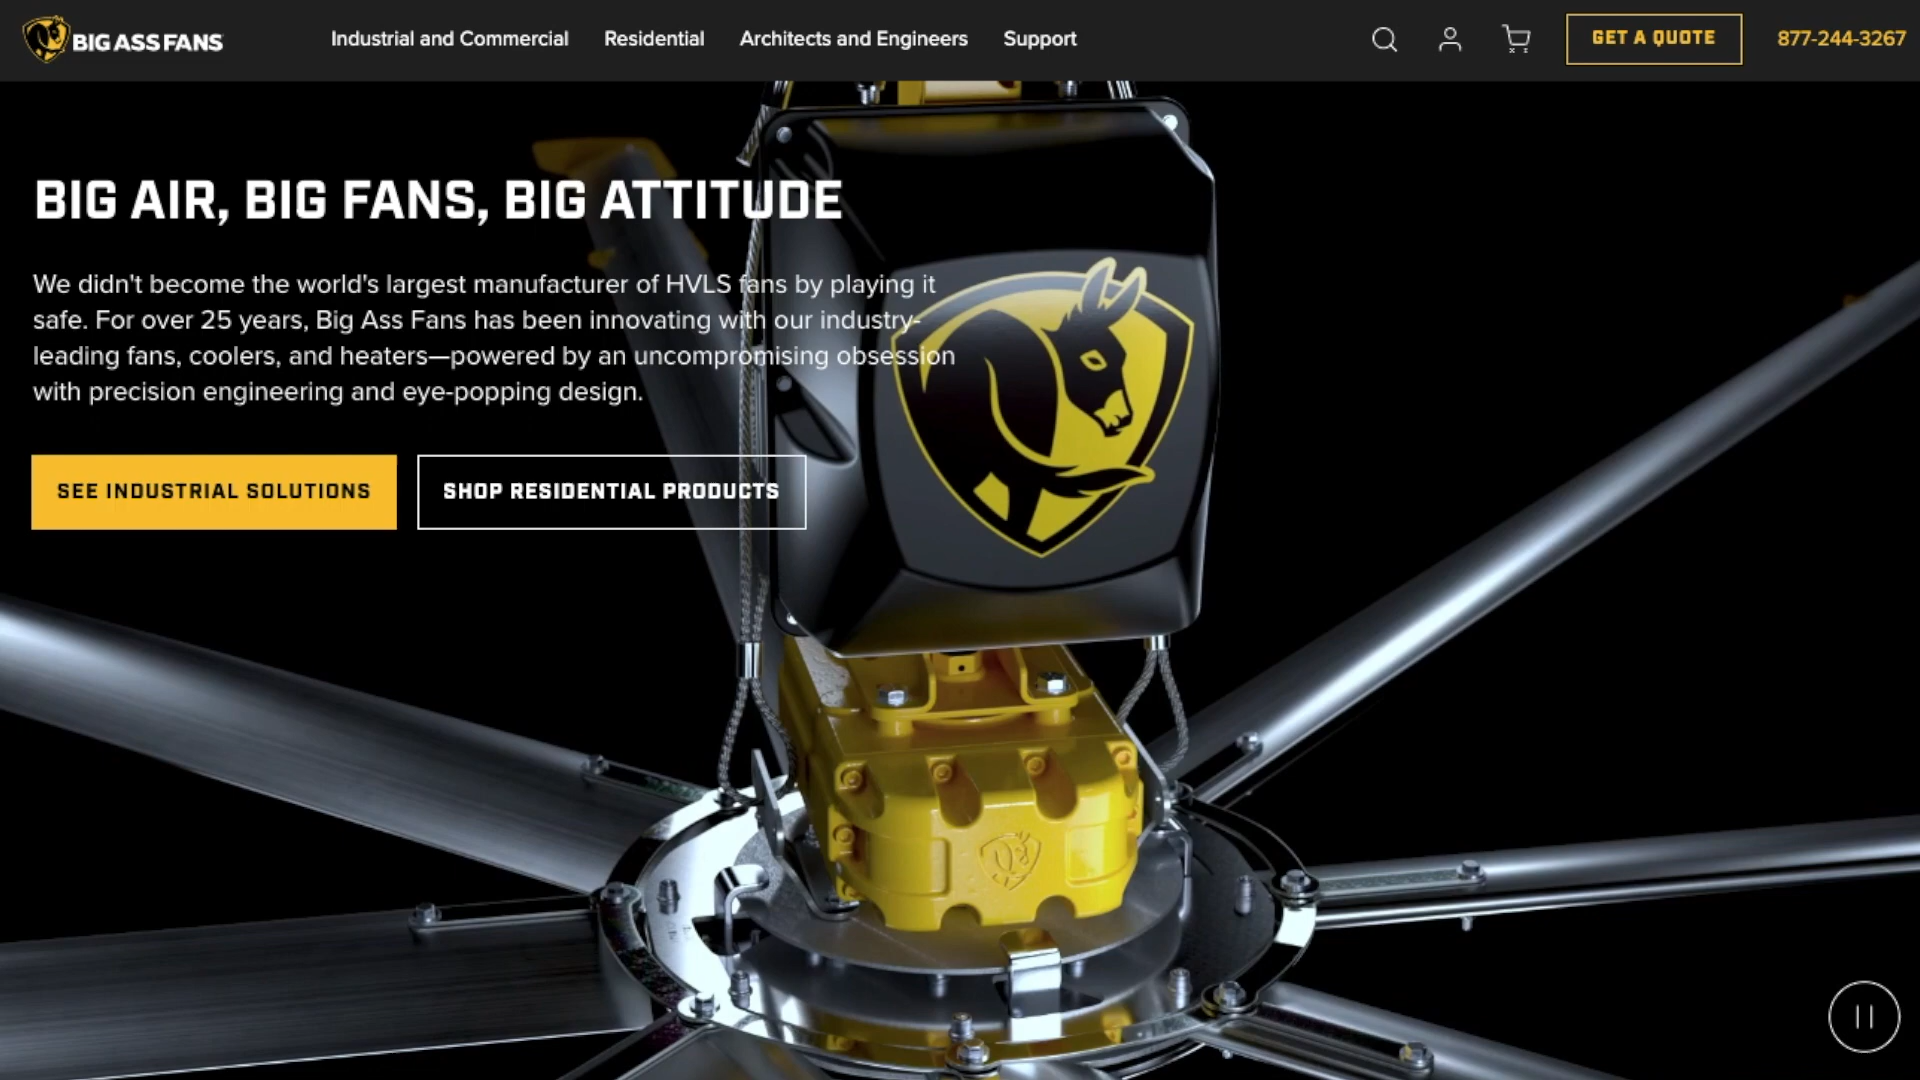 BIG ASS FANS
Industrial and Commercial
Residential
Architects and Engineers
Support
GET A QUOTE
877-244-3267
BIG AIR, BIG FANS, BIG ATTITUDE
We didn't become the world's largest manufacturer of HVLS fans by playing it
safe. For over 25 years, Big Ass Fans has been innovating with our industry-
leading fans, coolers, and heaters—powered by an uncompromising obsession
with precision engineering and eye-popping design.
SEE INDUSTRIAL SOLUTIONS
SHOP RESIDENTIAL PRODUCTS